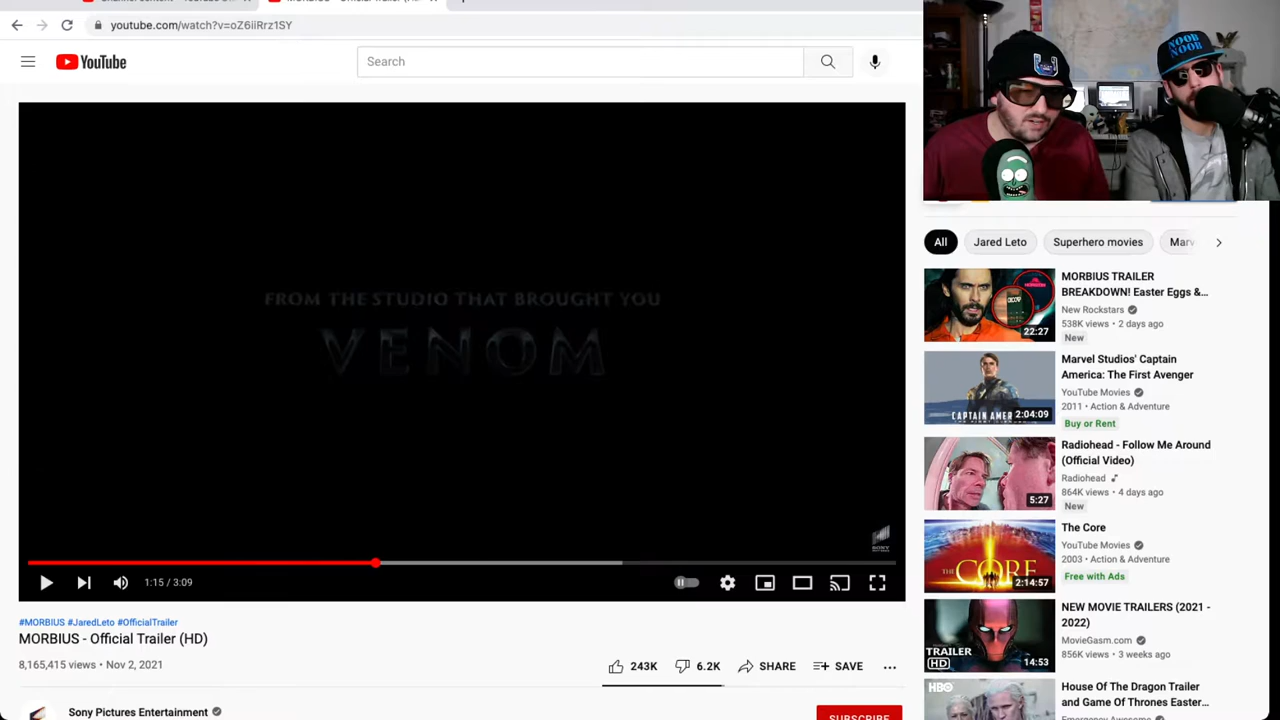 youtube.com/watch?v=oZ6iiRrz1SY
YouTube
Search
NOOB
NOOB
FROM THE STUDIO THAT BROUGHT YOU
VENOM
SONY
1:15 / 3:09
#MORBIUS #JaredLeto #OfficialTrailer
MORBIUS - Official Trailer (HD)
8,165,415 views • Nov 2, 2021
243K
6.2K
SHARE
SAVE
Sony Pictures Entertainment
SUBSCRIBE
All
Jared Leto
Superhero movies
Marv
MORBIUS TRAILER
BREAKDOWN! Easter Eggs &...
New Rockstars
538K views • 2 days ago
New
22:27
Marvel Studios' Captain
America: The First Avenger
YouTube Movies
2011 • Action & Adventure
Buy or Rent
CAPTAIN AMER
2:04:09
Radiohead - Follow Me Around
(Official Video)
Radiohead
864K views • 4 days ago
New
5:27
The Core
YouTube Movies
2003 • Action & Adventure
Free with Ads
THE CORE
2:14:57
NEW MOVIE TRAILERS (2021 -
2022)
MovieGasm.com
856K views • 3 weeks ago
TRAILER
HD
14:53
House Of The Dragon Trailer
and Game Of Thrones Easter...
HBO